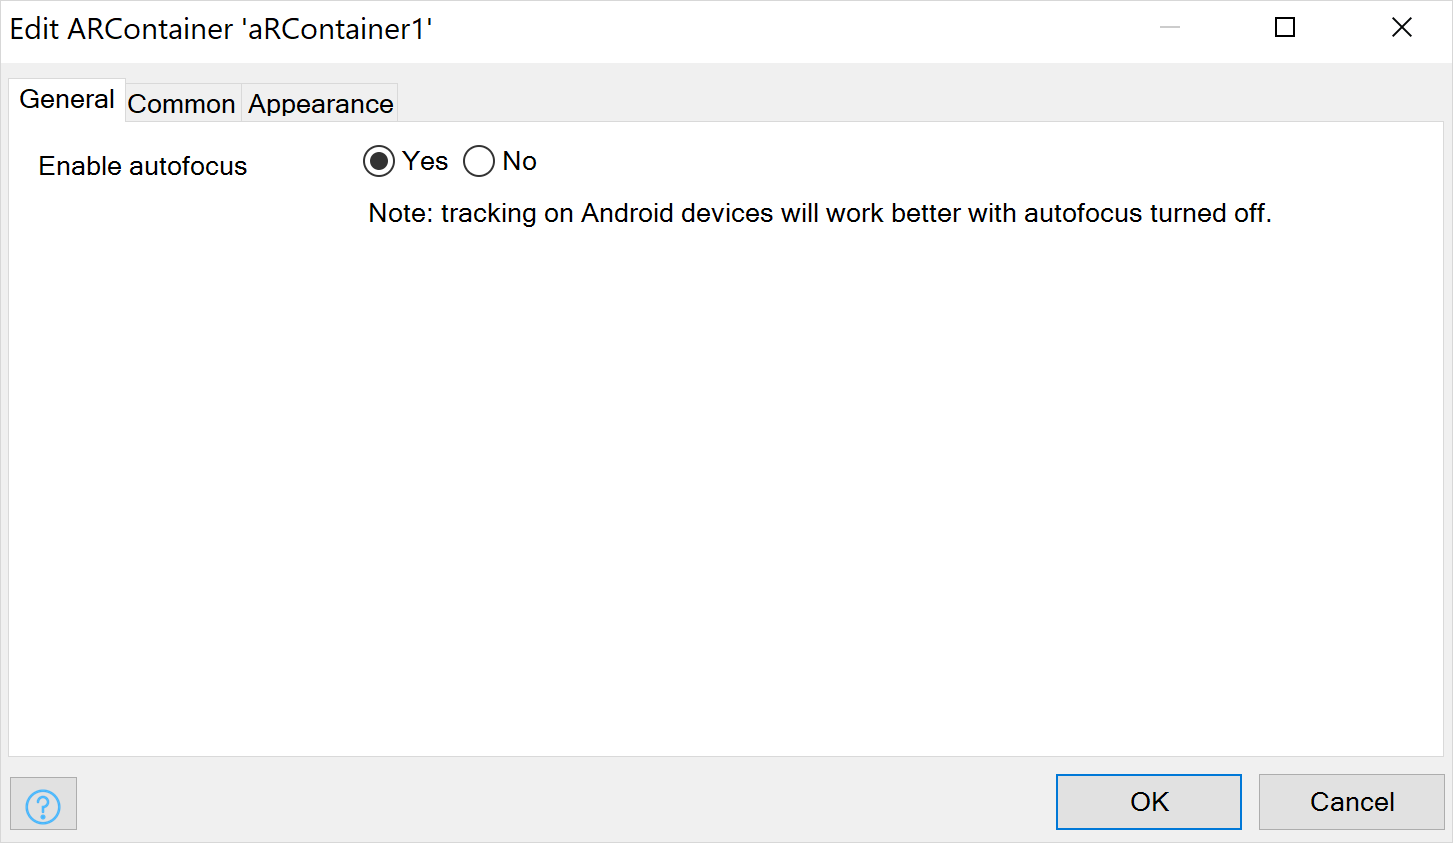 Edit ARContainer 'aRContainer1'
General Common Appearance
Enable autofocus Yes No
Note: tracking on Android devices will work better with autofocus turned off.
? OK Cancel